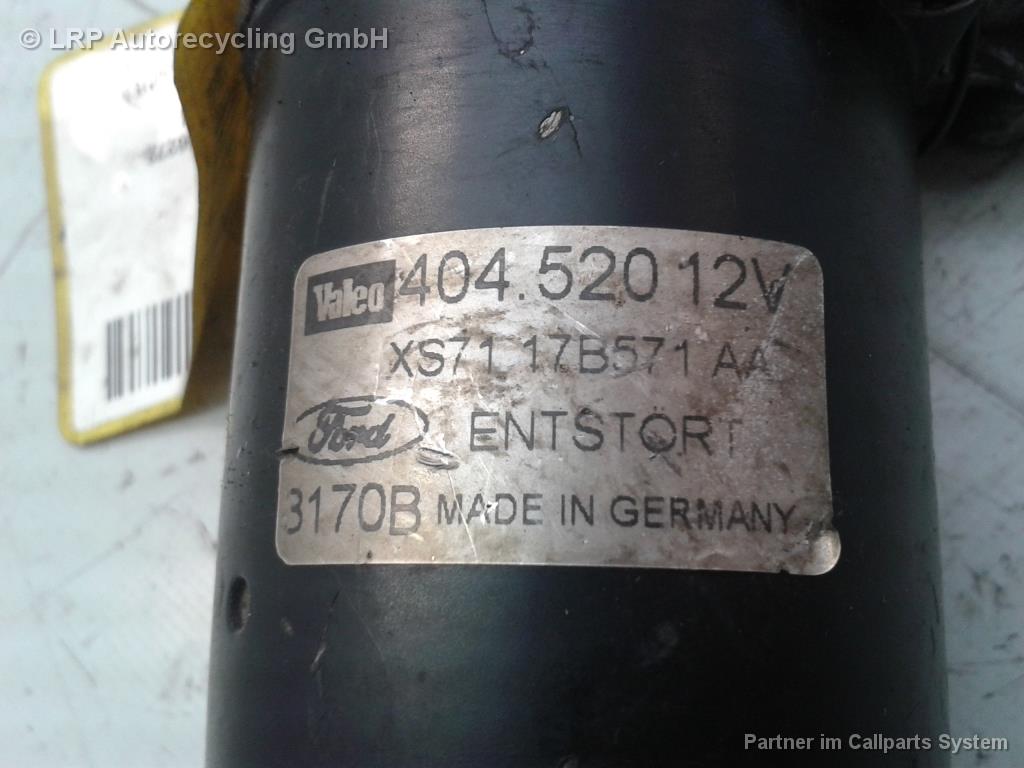 © LRP Autorecycling GmbH
Valeo 404.520 12V
XS71 17B571 AA
Ford ENTSTÖRT
3170B MADE IN GERMANY
Partner im Callparts System